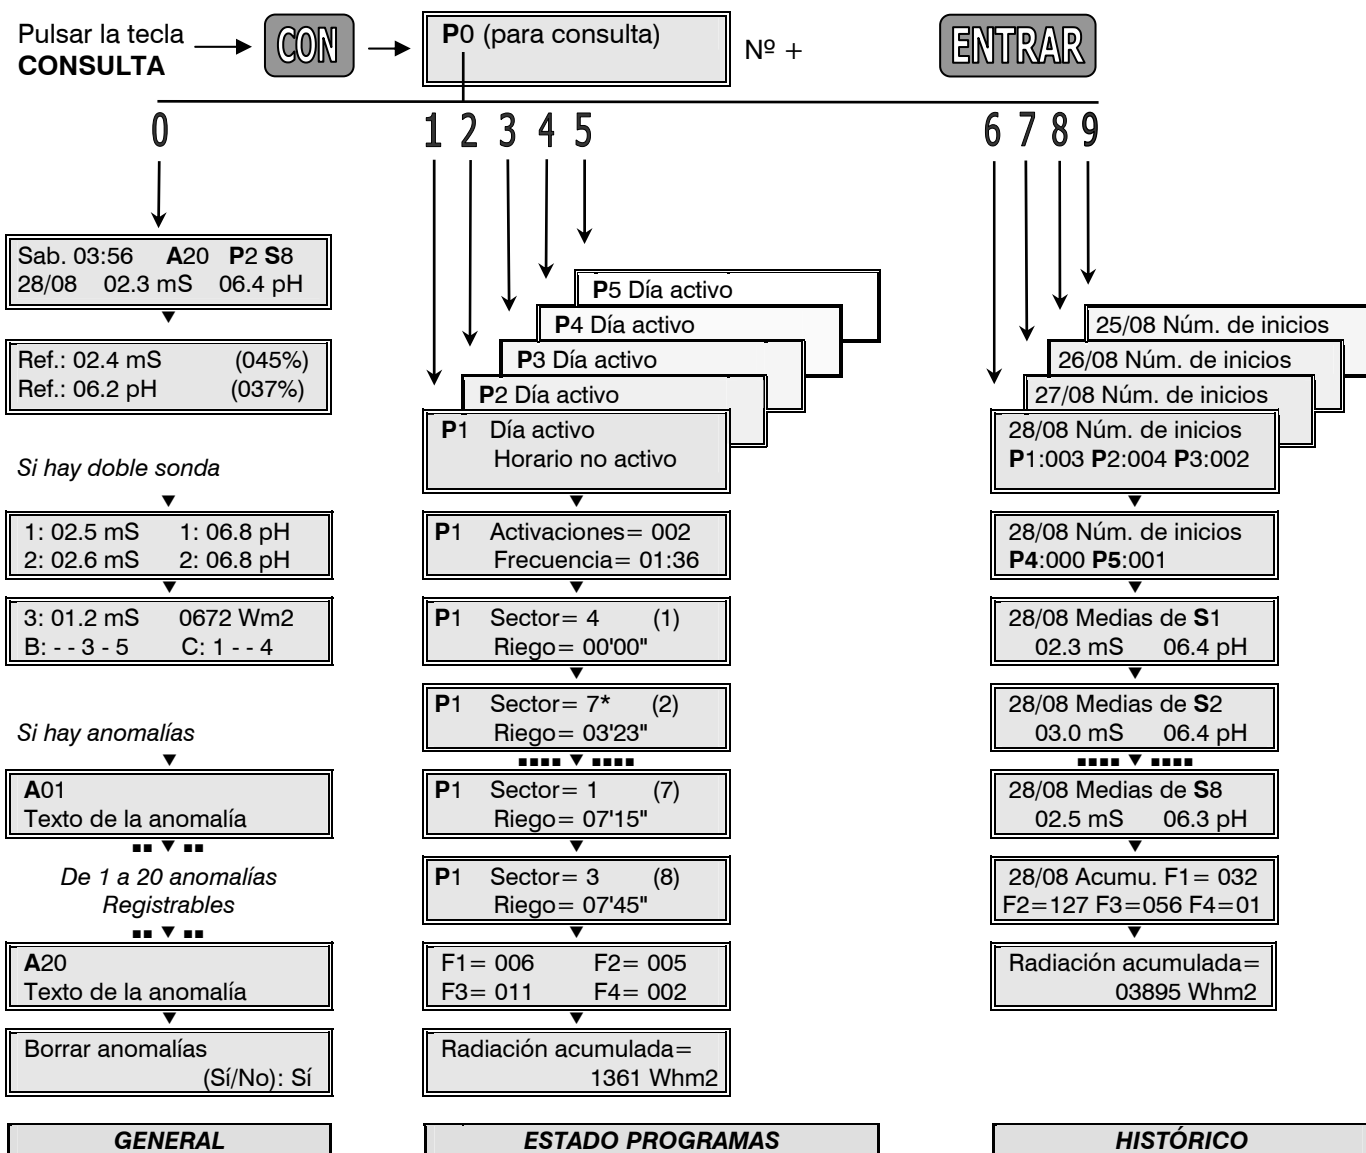 Pulsar la tecla
CONSULTA
CON
P0 (para consulta)
Nº +
ENTRAR
0
1 2 3 4 5
6 7 8 9
Sab. 03:56 A20 P2 S8
28/08 02.3 mS 06.4 pH
Ref.: 02.4 mS (045%)
Ref.: 06.2 pH (037%)
Si hay doble sonda
1: 02.5 mS 1: 06.8 pH
2: 02.6 mS 2: 06.8 pH
3: 01.2 mS 0672 Wm2
B: - - 3 - 5 C: 1 - - 4
Si hay anomalías
A01
Texto de la anomalía
De 1 a 20 anomalías
Registrables
A20
Texto de la anomalía
Borrar anomalías
(Sí/No): Sí
GENERAL
P5 Día activo
P4 Día activo
P3 Día activo
P2 Día activo
P1 Día activo
Horario no activo
P1 Activaciones= 002
Frecuencia= 01:36
P1 Sector= 4 (1)
Riego= 00'00"
P1 Sector= 7* (2)
Riego= 03'23"
P1 Sector= 1 (7)
Riego= 07'15"
P1 Sector= 3 (8)
Riego= 07'45"
F1= 006 F2= 005
F3= 011 F4= 002
Radiación acumulada=
1361 Whm2
ESTADO PROGRAMAS
25/08 Núm. de inicios
26/08 Núm. de inicios
27/08 Núm. de inicios
28/08 Núm. de inicios
P1:003 P2:004 P3:002
28/08 Núm. de inicios
P4:000 P5:001
28/08 Medias de S1
02.3 mS 06.4 pH
28/08 Medias de S2
03.0 mS 06.4 pH
28/08 Medias de S8
02.5 mS 06.3 pH
28/08 Acumu. F1= 032
F2=127 F3=056 F4=01
Radiación acumulada=
03895 Whm2
HISTÓRICO